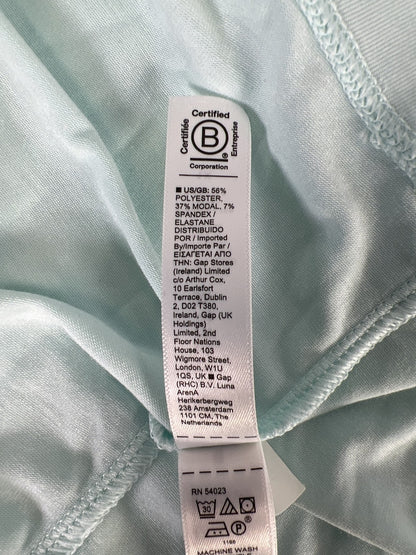 Certified
Certifiée
B
®
Entreprise
Corporation
■ US/GB: 56%
POLYESTER,
37% MODAL, 7%
SPANDEX /
ELASTANE
DISTRIBUIDO
POR / Imported
By/Importe Par /
ΕΙΣΑΓΕΤΑΙ ΑΠΟ
ΤΗΝ: Gap Stores
(Ireland) Limited
c/o Arthur Cox,
10 Earlsfort
Terrace, Dublin
2, D02 T380,
Ireland, Gap (UK
Holdings)
Limited, 2nd
Floor Nations
House, 103
Wigmore Street,
London, W1U
1QS, UK ■ Gap
(RHC) B.V. Luna
ArenA
Herikerbergweg
238 Amsterdam
1101 CM, The
Netherlands
RN 54023
30
P
1166
MACHINE WASH